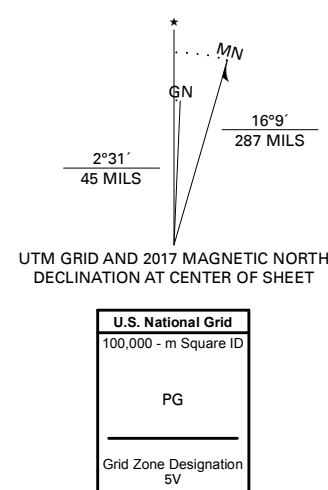 ★
MN
GN
16°9´
287 MILS
2°31´
45 MILS
UTM GRID AND 2017 MAGNETIC NORTH
DECLINATION AT CENTER OF SHEET
U.S. National Grid
100,000 - m Square ID
PG
Grid Zone Designation
5V